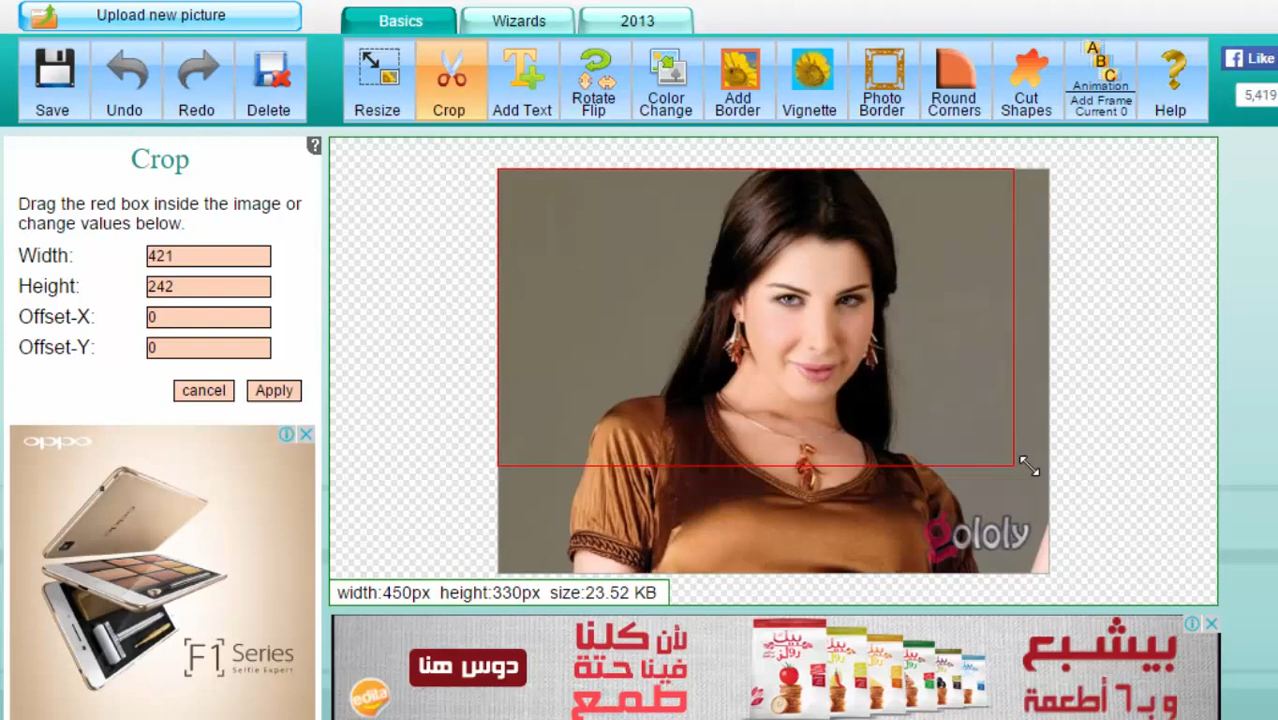 Upload new picture
Basics
Wizards
2013
Save
Undo
Redo
Delete
Resize
Crop
Add Text
Rotate
Flip
Color
Change
Add
Border
Vignette
Photo
Border
Round
Corners
Cut
Shapes
A
B
C
Animation
Add Frame
Current 0
Help
Like
5,419
Crop
Drag the red box inside the image or
change values below.
Width: 421
Height: 242
Offset-X: 0
Offset-Y: 0
cancel Apply
oppo
F1 Series
Selfie Expert
gololy
width:450px height:330px size:23.52 KB
edita
دوس هنا
لأن كلنا
فينا حتة
طمع
بيشبع
وب٦ أطعمة